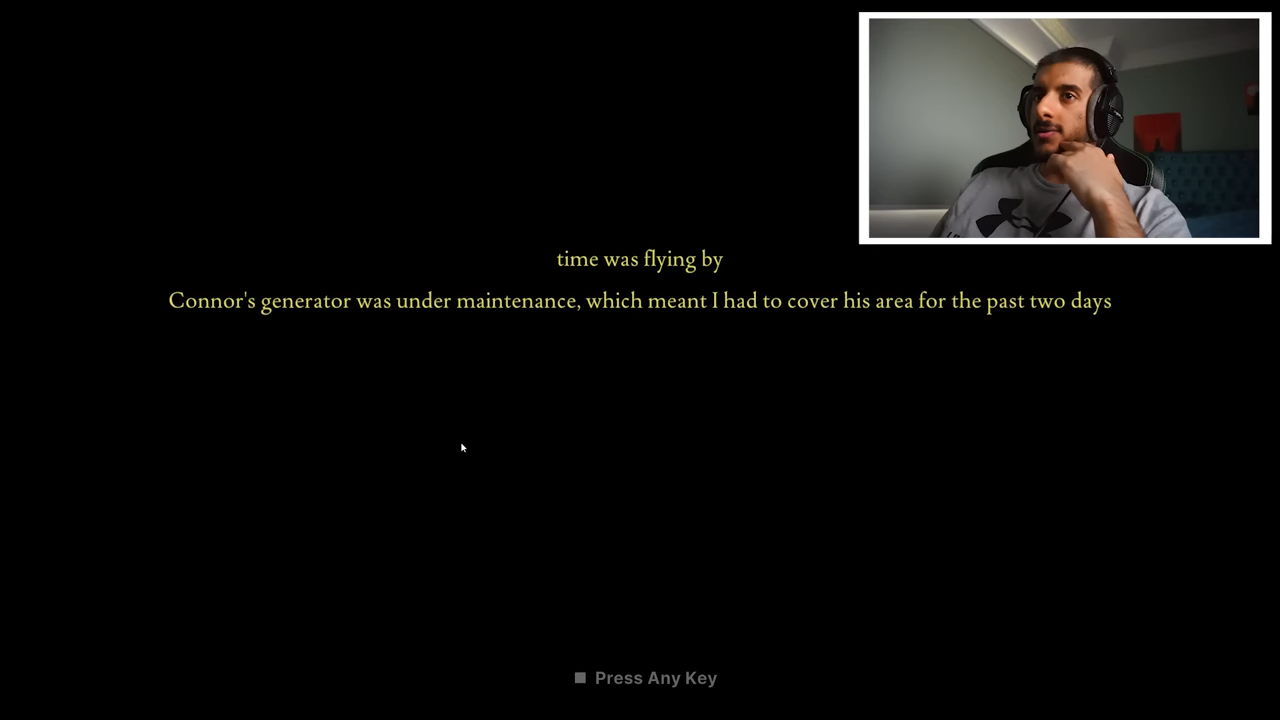 time was flying by
Connor's generator was under maintenance, which meant I had to cover his area for the past two days
Press Any Key